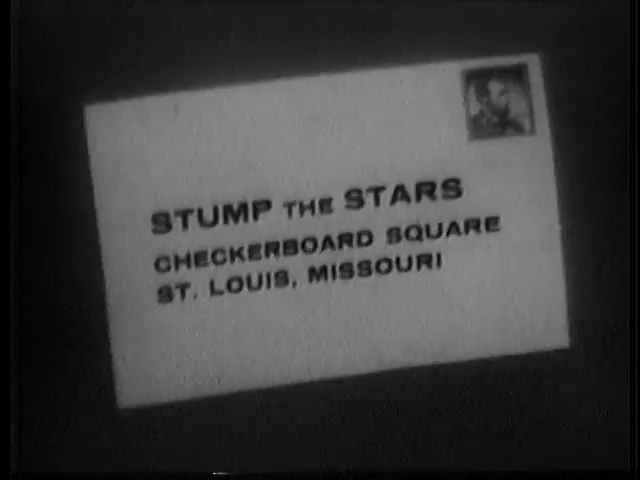 STUMP THE STARS
CHECKERBOARD SQUARE
ST. LOUIS, MISSOURI